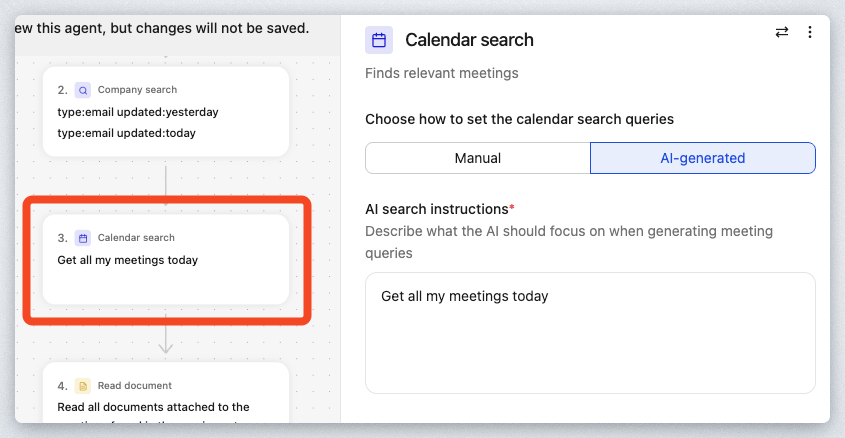 ew this agent, but changes will not be saved.
2. Company search
type:email updated:yesterday
type:email updated:today
3. Calendar search
Get all my meetings today
4. Read document
Read all documents attached to the
Calendar search
Finds relevant meetings
Choose how to set the calendar search queries
Manual
AI-generated
AI search instructions*
Describe what the AI should focus on when generating meeting
queries
Get all my meetings today